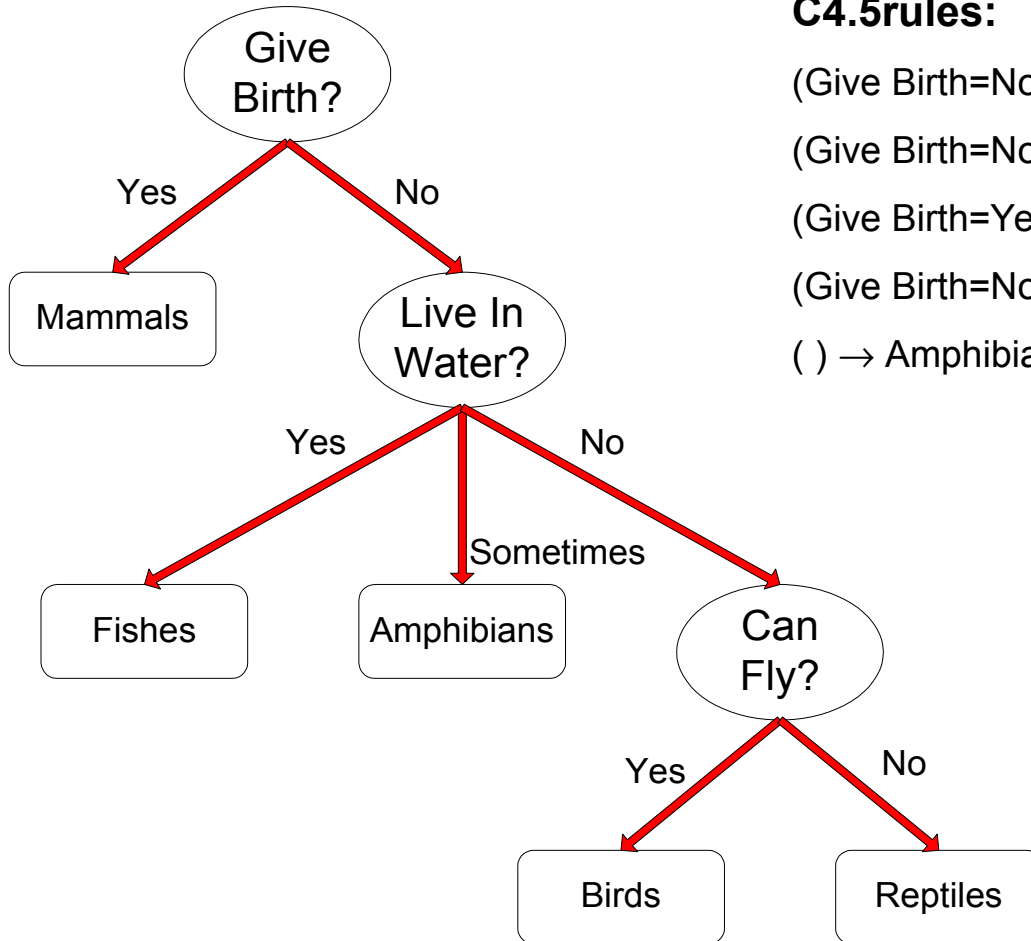 Give
Birth?
Yes
No
Mammals
Live In
Water?
Yes
Sometimes
No
Fishes
Amphibians
Can
Fly?
Yes
No
Birds
Reptiles
C4.5rules:
(Give Birth=No
(Give Birth=No
(Give Birth=Ye
(Give Birth=No
( ) → Amphibia